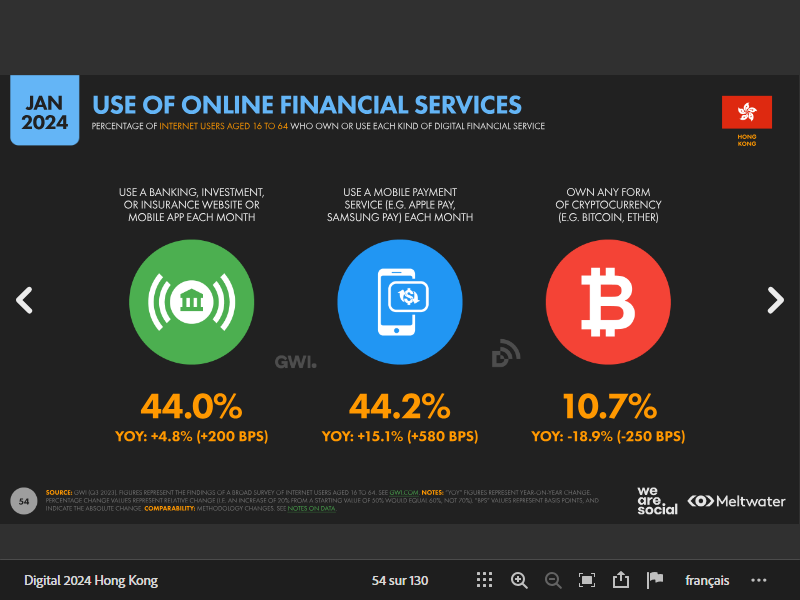 JAN
2024
USE OF ONLINE FINANCIAL SERVICES
PERCENTAGE OF INTERNET USERS AGED 16 TO 64 WHO OWN OR USE EACH KIND OF DIGITAL FINANCIAL SERVICE
HONG
KONG
USE A BANKING, INVESTMENT,
OR INSURANCE WEBSITE OR
MOBILE APP EACH MONTH
USE A MOBILE PAYMENT
SERVICE (E.G. APPLE PAY,
SAMSUNG PAY) EACH MONTH
OWN ANY FORM
OF CRYPTOCURRENCY
(E.G. BITCOIN, ETHER)
GWI.
44.0%
YOY: +4.8% (+200 BPS)
44.2%
YOY: +15.1% (+580 BPS)
10.7%
YOY: -18.9% (-250 BPS)
54
SOURCE: GWI (Q3 2023). FIGURES REPRESENT THE FINDINGS OF A BROAD SURVEY OF INTERNET USERS AGED 16 TO 64. SEE GWI.COM. NOTES: "YOY" FIGURES REPRESENT YEAR-ON-YEAR CHANGE.
PERCENTAGE CHANGE VALUES REPRESENT RELATIVE CHANGE (I.E. AN INCREASE OF 20% FROM A STARTING VALUE OF 50% WOULD EQUAL 60%, NOT 70%). "BPS" VALUES REPRESENT BASIS POINTS, AND
INDICATE THE ABSOLUTE CHANGE. COMPARABILITY: METHODOLOGY CHANGES. SEE NOTES ON DATA.
we
are.
social
Meltwater
Digital 2024 Hong Kong
54 sur 130
français